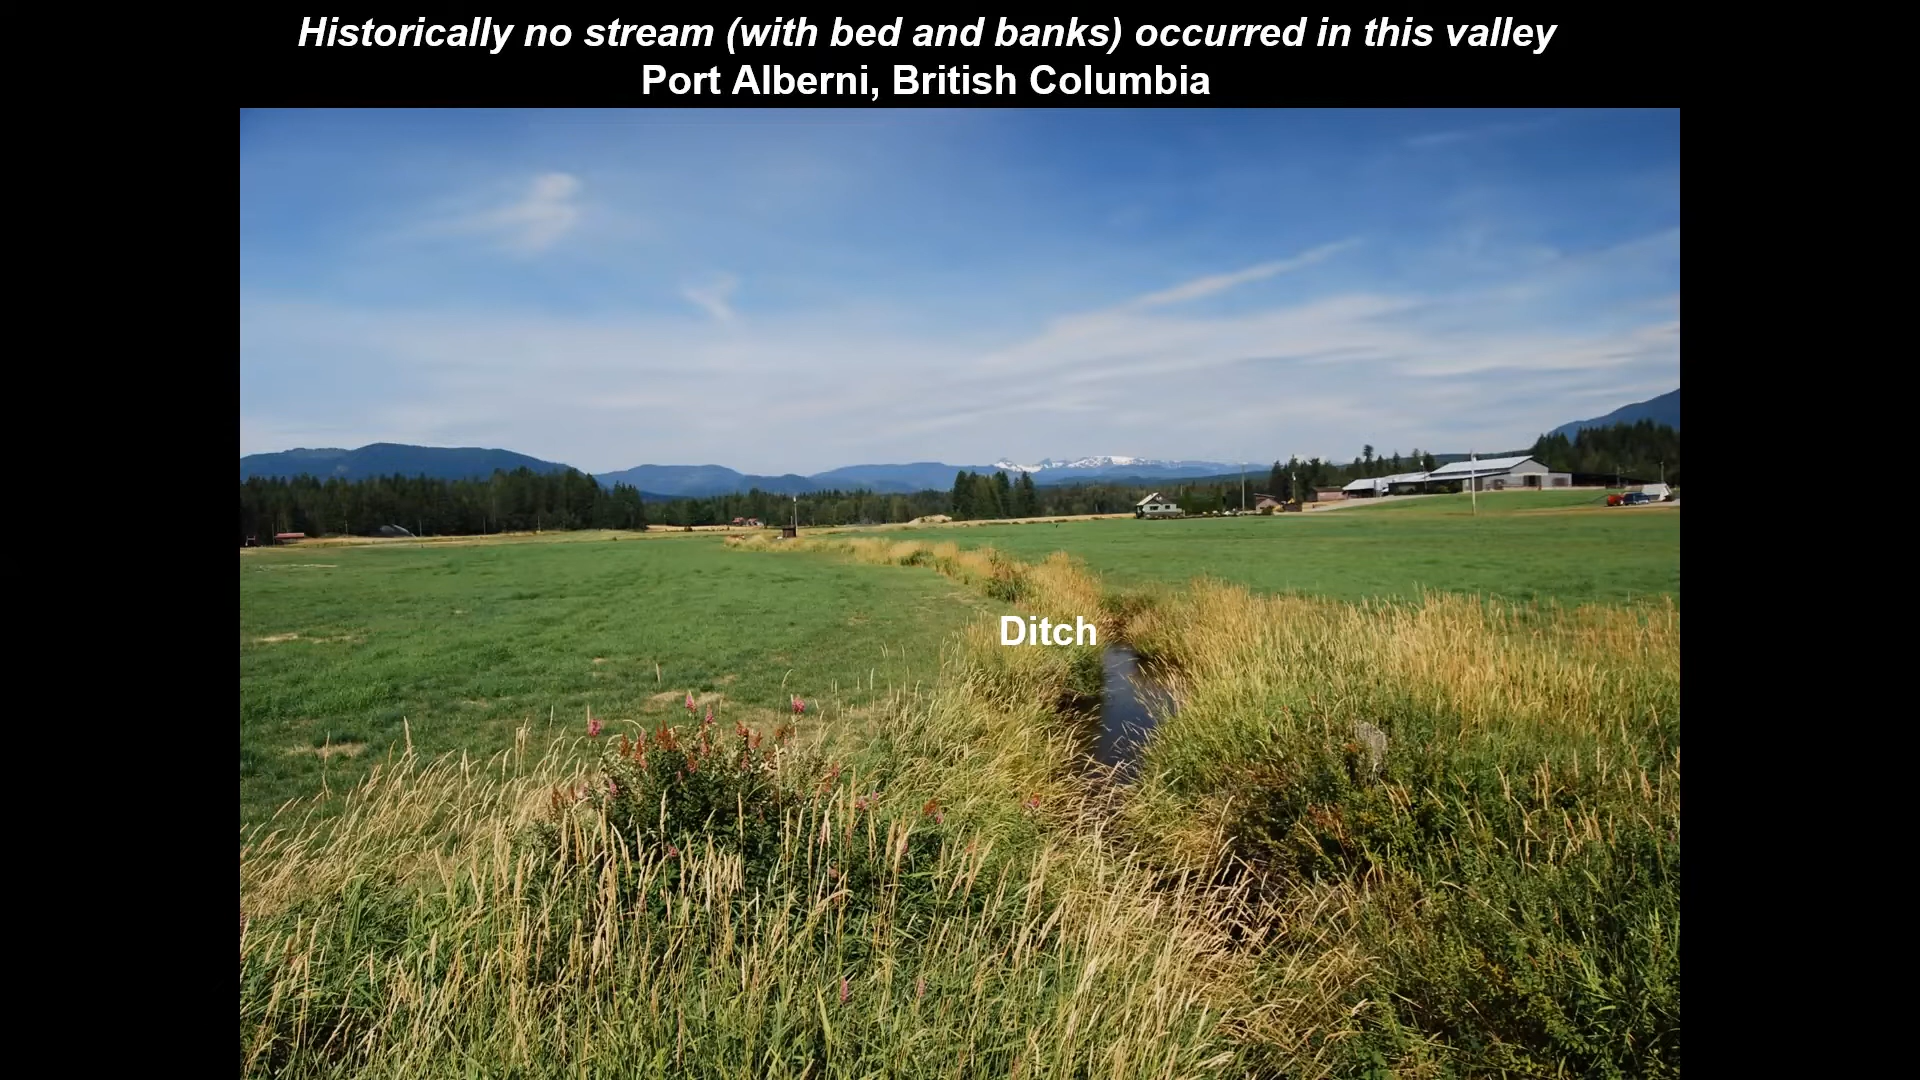 Historically no stream (with bed and banks) occurred in this valley
Port Alberni, British Columbia
Ditch